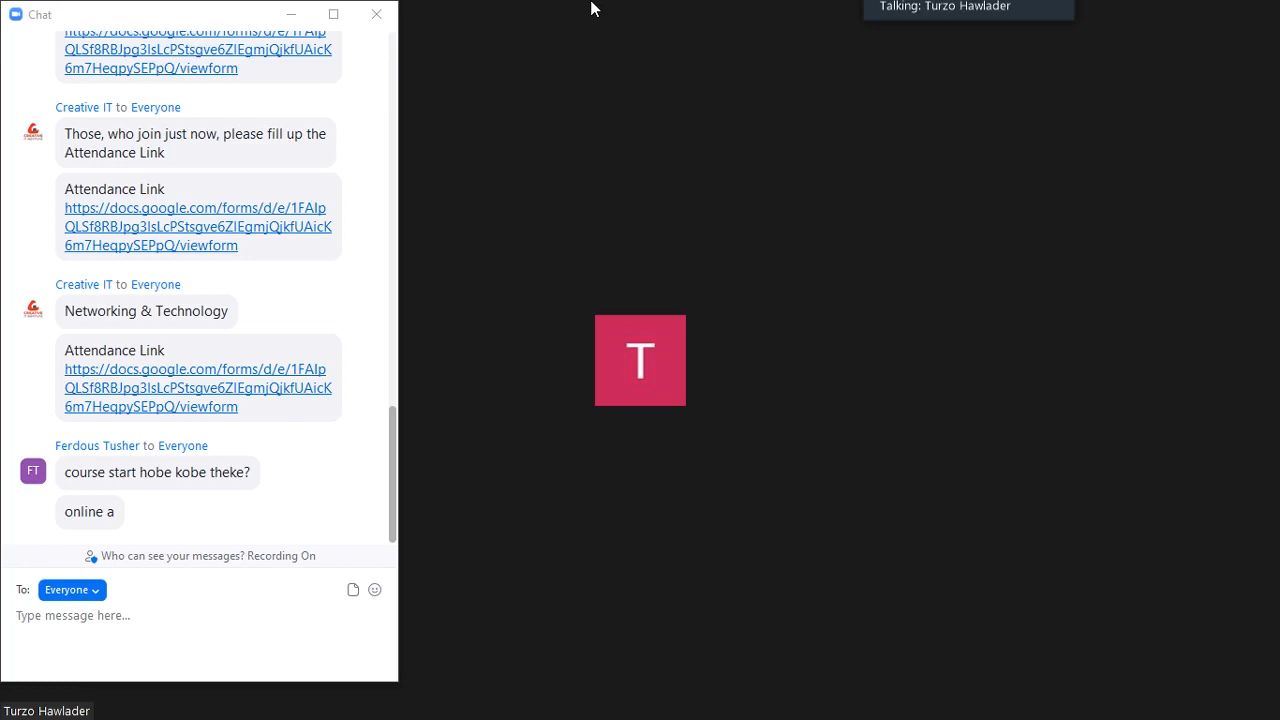 Chat
Talking: Turzo Hawlader
https://docs.google.com/forms/d/e/1FAIp
QLSf8RBJpg3IsLcPStsgve6ZlEgmjQjkfUAicK
6m7HeqpySEPpQ/viewform
Creative IT to Everyone
Those, who join just now, please fill up the
Attendance Link
Attendance Link
https://docs.google.com/forms/d/e/1FAIp
QLSf8RBJpg3IsLcPStsgve6ZlEgmjQjkfUAicK
6m7HeqpySEPpQ/viewform
Creative IT to Everyone
Networking & Technology
Attendance Link
https://docs.google.com/forms/d/e/1FAIp
QLSf8RBJpg3IsLcPStsgve6ZlEgmjQjkfUAicK
6m7HeqpySEPpQ/viewform
Ferdous Tusher to Everyone
FT
course start hobe kobe theke?
online a
Who can see your messages? Recording On
To: Everyone
Type message here...
T
Turzo Hawlader